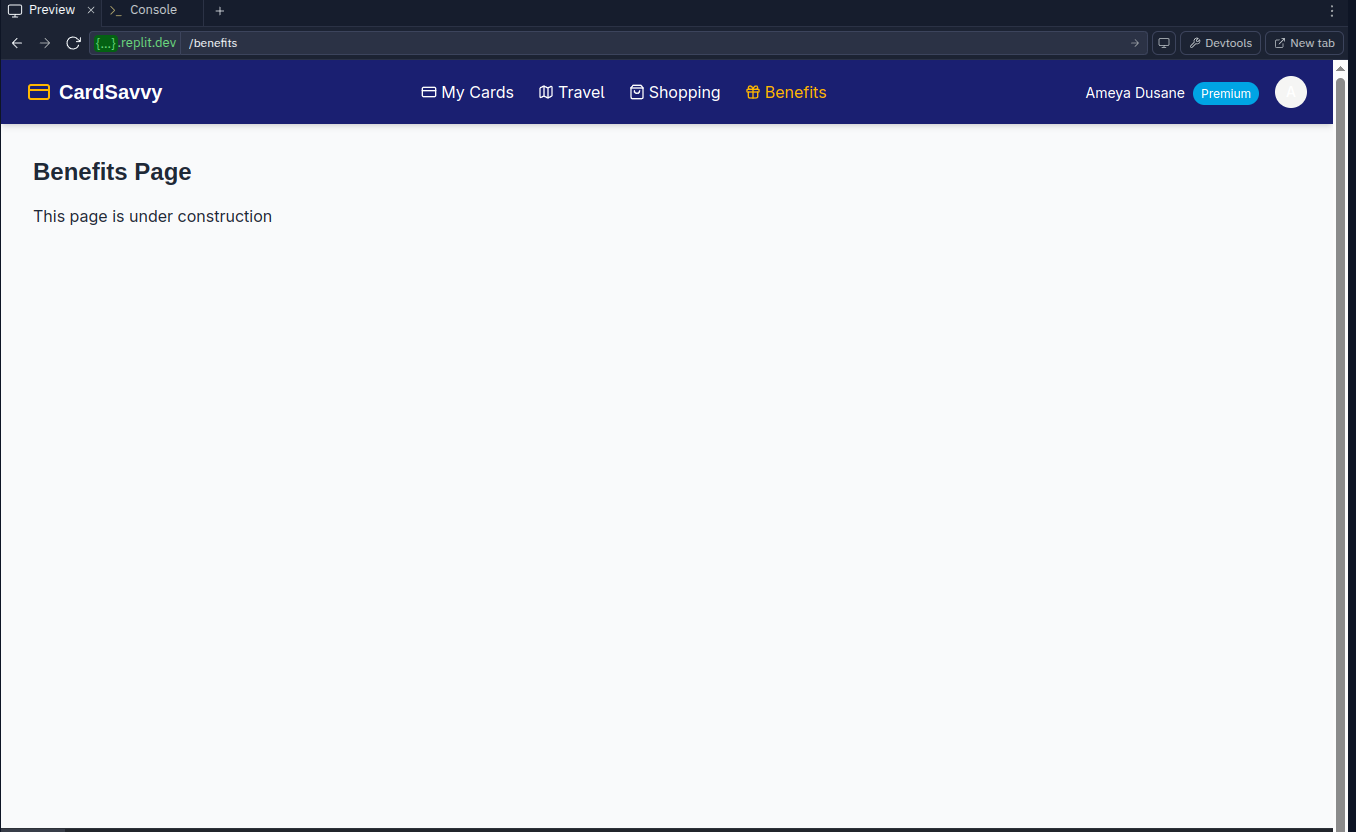 Preview × >_ Console +
{...}.replit.dev /benefits Devtools New tab
CardSavvy My Cards Travel Shopping Benefits Ameya Dusane Premium A
Benefits Page
This page is under construction